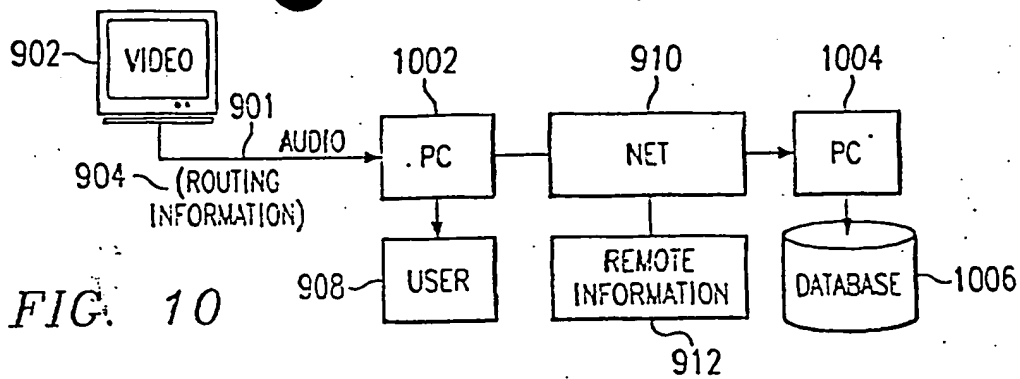 902
VIDEO
901
AUDIO
904
(ROUTING
INFORMATION)
1002
PC
908
USER
910
NET
REMOTE
INFORMATION
912
1004
PC
DATABASE
1006
FIG. 10